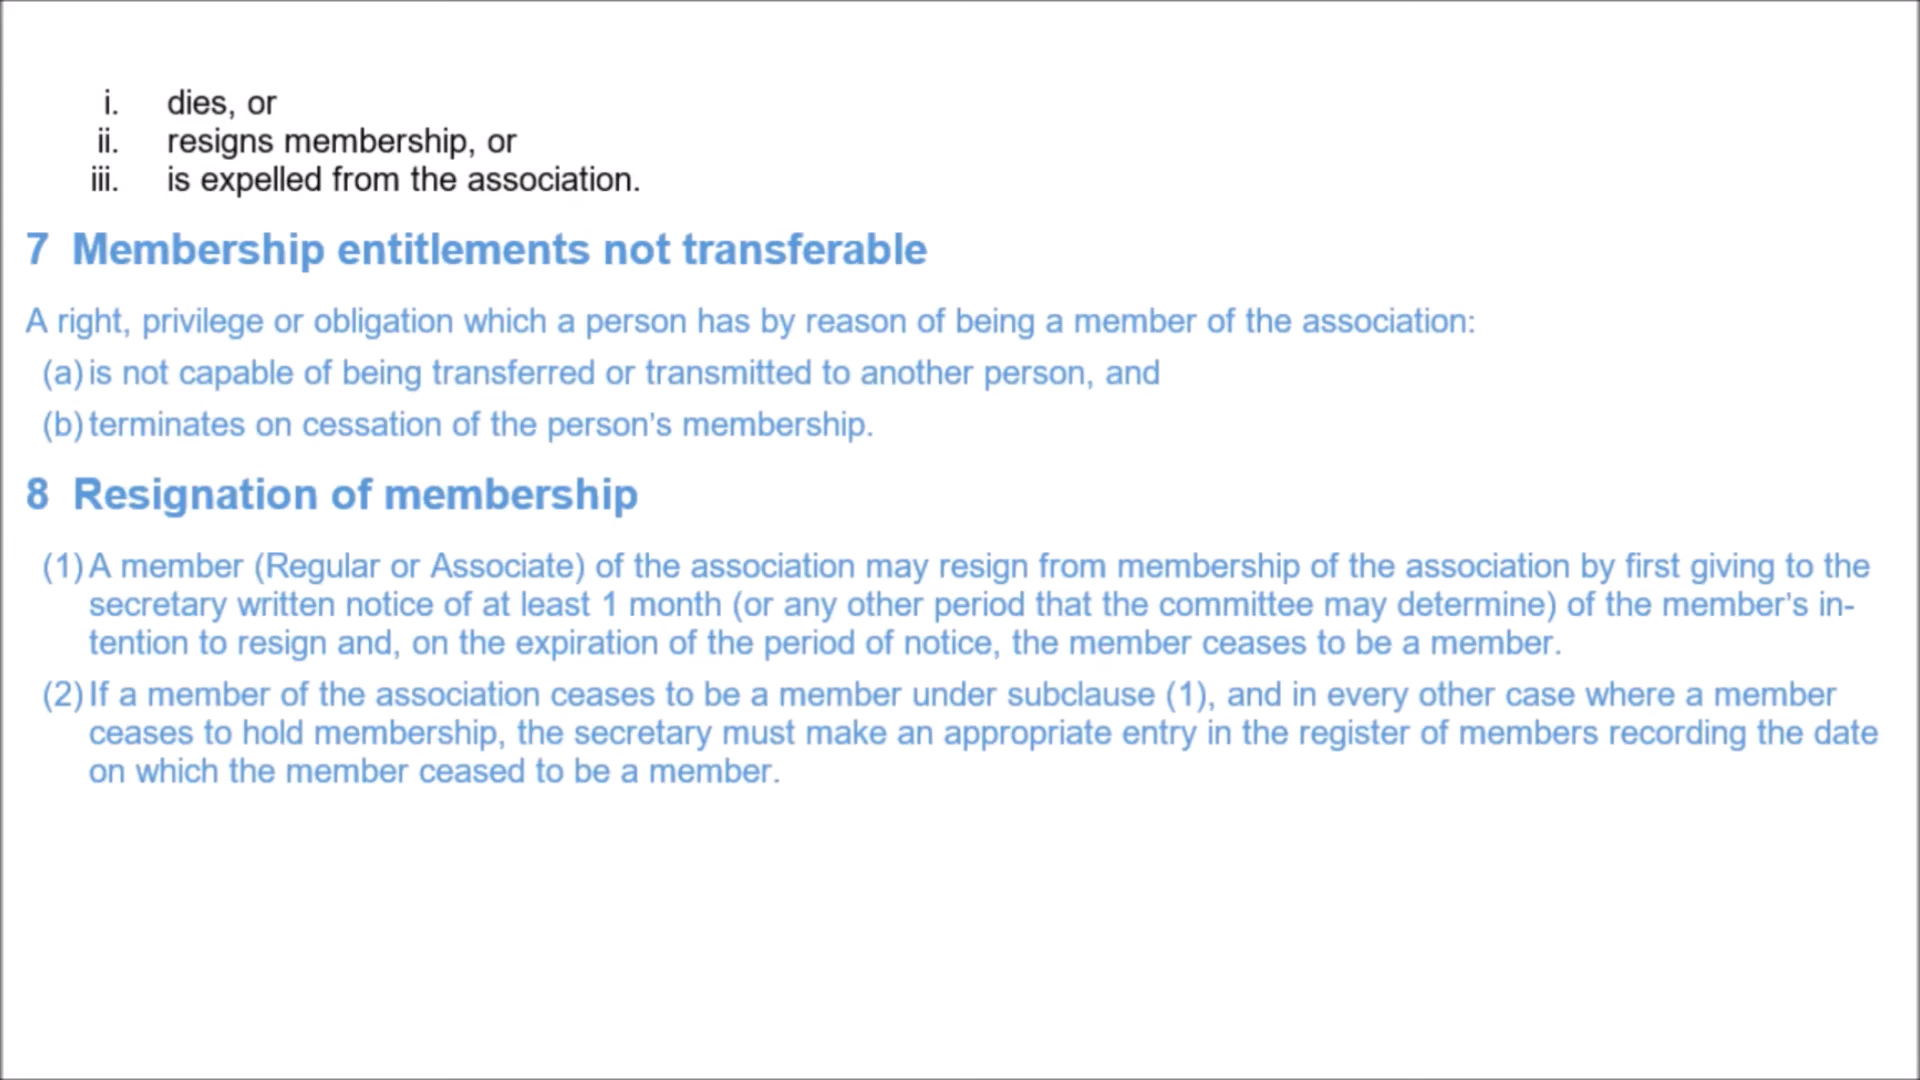 i. dies, or
ii. resigns membership, or
iii. is expelled from the association.
7 Membership entitlements not transferable
A right, privilege or obligation which a person has by reason of being a member of the association:
(a) is not capable of being transferred or transmitted to another person, and
(b) terminates on cessation of the person's membership.
8 Resignation of membership
(1) A member (Regular or Associate) of the association may resign from membership of the association by first giving to the
secretary written notice of at least 1 month (or any other period that the committee may determine) of the member's in-
tention to resign and, on the expiration of the period of notice, the member ceases to be a member.
(2) If a member of the association ceases to be a member under subclause (1), and in every other case where a member
ceases to hold membership, the secretary must make an appropriate entry in the register of members recording the date
on which the member ceased to be a member.